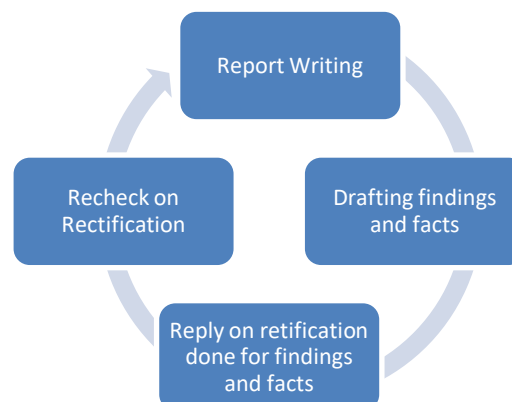 Report Writing
Drafting findings
and facts
Reply on retification
done for findings
and facts
Recheck on
Rectification